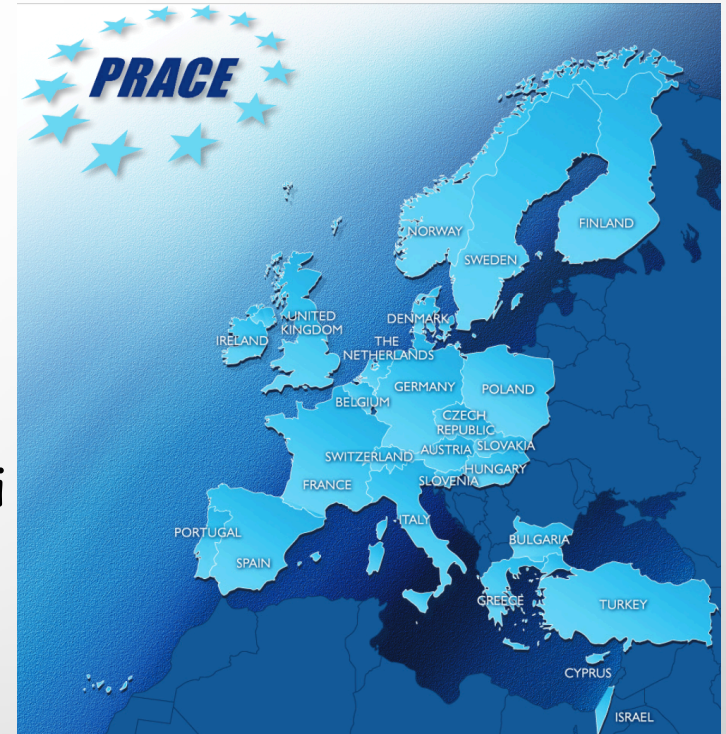 PRACE
NORWAY
FINLAND
SWEDEN
UNITED
KINGDOM
DENMARK
IRELAND
THE
NETHERLANDS
GERMANY
POLAND
BELGIUM
CZECH
REPUBLIC
SWITZERLAND
AUSTRIA
SLOVAKIA
HUNGARY
SLOVENIA
FRANCE
i
ITALY
PORTUGAL
SPAIN
BULGARIA
GREECE
TURKEY
CYPRUS
ISRAEL